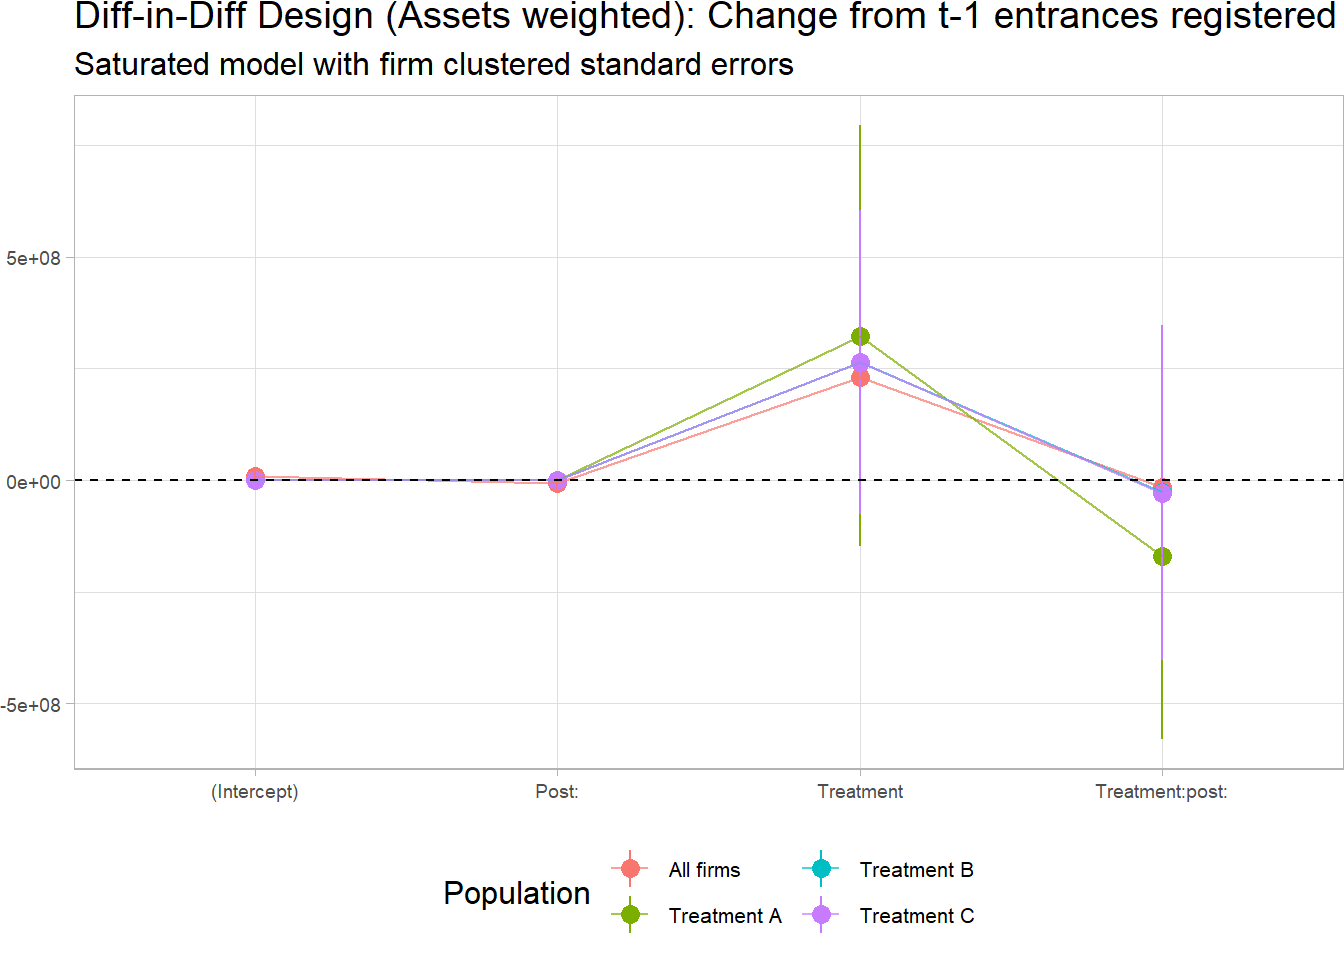 Diff-in-Diff Design (Assets weighted): Change from t-1 entrances registered
Saturated model with firm clustered standard errors
5e+08
0e+00
-5e+08
(Intercept)
Post:
Treatment
Treatment:post:
Population
All firms
Treatment A
Treatment B
Treatment C